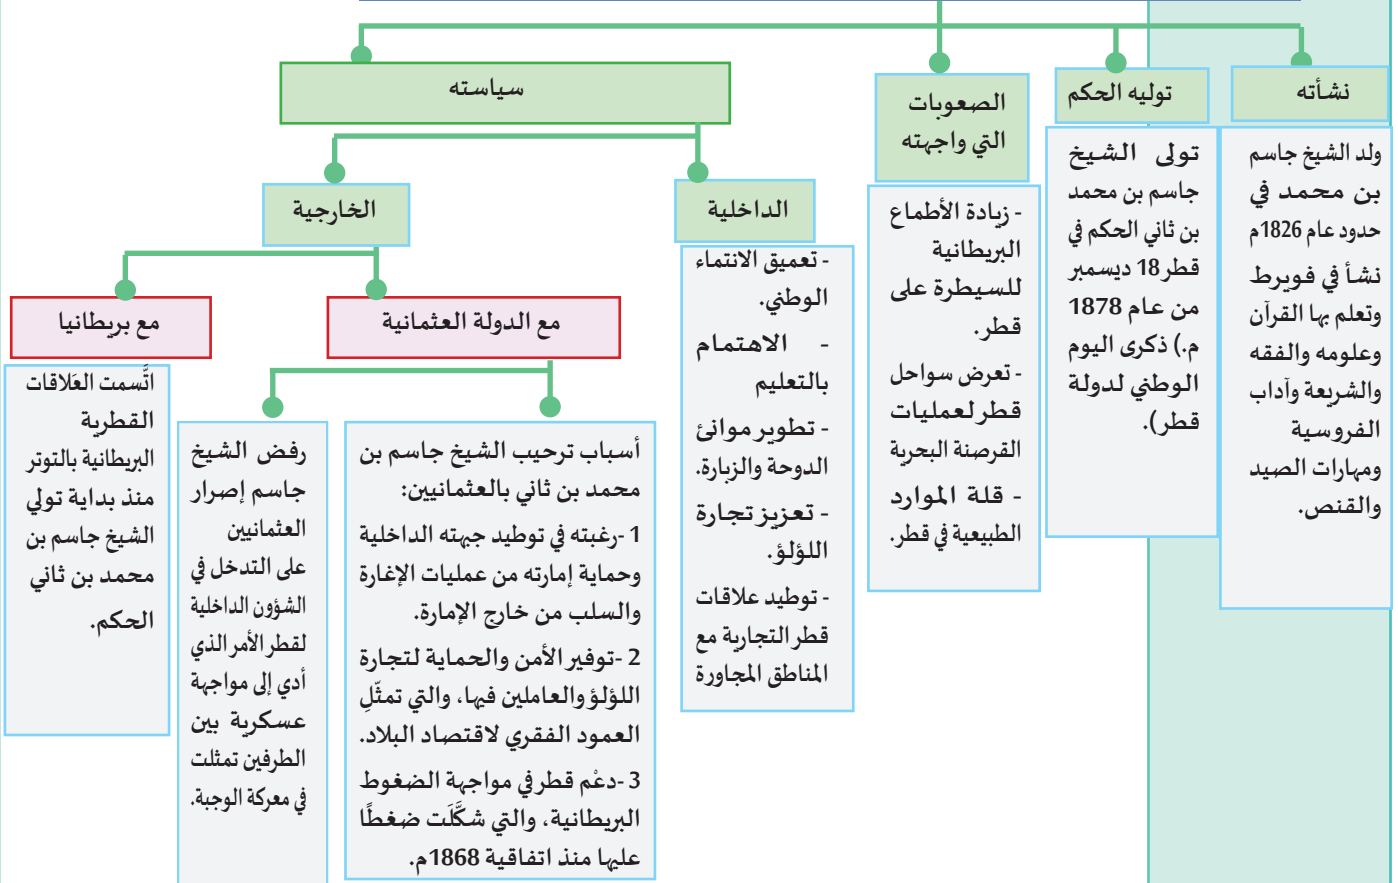 نشأته
ولد الشيخ جاسم
بن محمد في
حدود عام 1826م
نشأ في فويرط
وتعلم بها القرآن
وعلومه والفقه
والشريعة وآداب
الفروسية
ومهارات الصيد
والقنص.
توليه الحكم
تولى الشيخ
جاسم بن محمد
بن ثاني الحكم في
قطر 18 ديسمبر
من عام 1878
م.) ذكرى اليوم
الوطني لدولة
قطر).
الصعوبات
التي واجهته
- زيادة الأطماع
البريطانية
للسيطرة على
قطر.
- تعرض سواحل
قطر لعمليات
القرصنة البحرية
- قلة الموارد
الطبيعية في قطر.
سياسته
الداخلية
- تعميق الانتماء
الوطني.
- الاهتمام
بالتعليم
- تطوير موانئ
الدوحة والزبارة.
- تعزيز تجارة
اللؤلؤ.
- توطيد علاقات
قطر التجارية مع
المناطق المجاورة
الخارجية
مع الدولة العثمانية
أسباب ترحيب الشيخ جاسم بن
محمد بن ثاني بالعثمانيين:
1 -رغبته في توطيد جبهته الداخلية
وحماية إمارته من عمليات الإغارة
والسلب من خارج الإمارة.
2 -توفير الأمن والحماية لتجارة
اللؤلؤ والعاملين فيها، والتي تمثّلِ
العمود الفقري لاقتصاد البلاد.
3 -دعْم قطر في مواجهة الضغوط
البريطانية، والتي شكَّلَت ضغطًا
عليها منذ اتفاقية 1868م.
رفض الشيخ
جاسم إصرار
العثمانيين
على التدخل في
الشؤون الداخلية
لقطر الأمر الذي
أدي إلى مواجهة
عسكرية بين
الطرفين تمثلت
في معركة الوجبة.
مع بريطانيا
اتَّسمت العَلاقات
القطرية
البريطانية بالتوتر
منذ بداية تولي
الشيخ جاسم بن
محمد بن ثاني
الحكم.